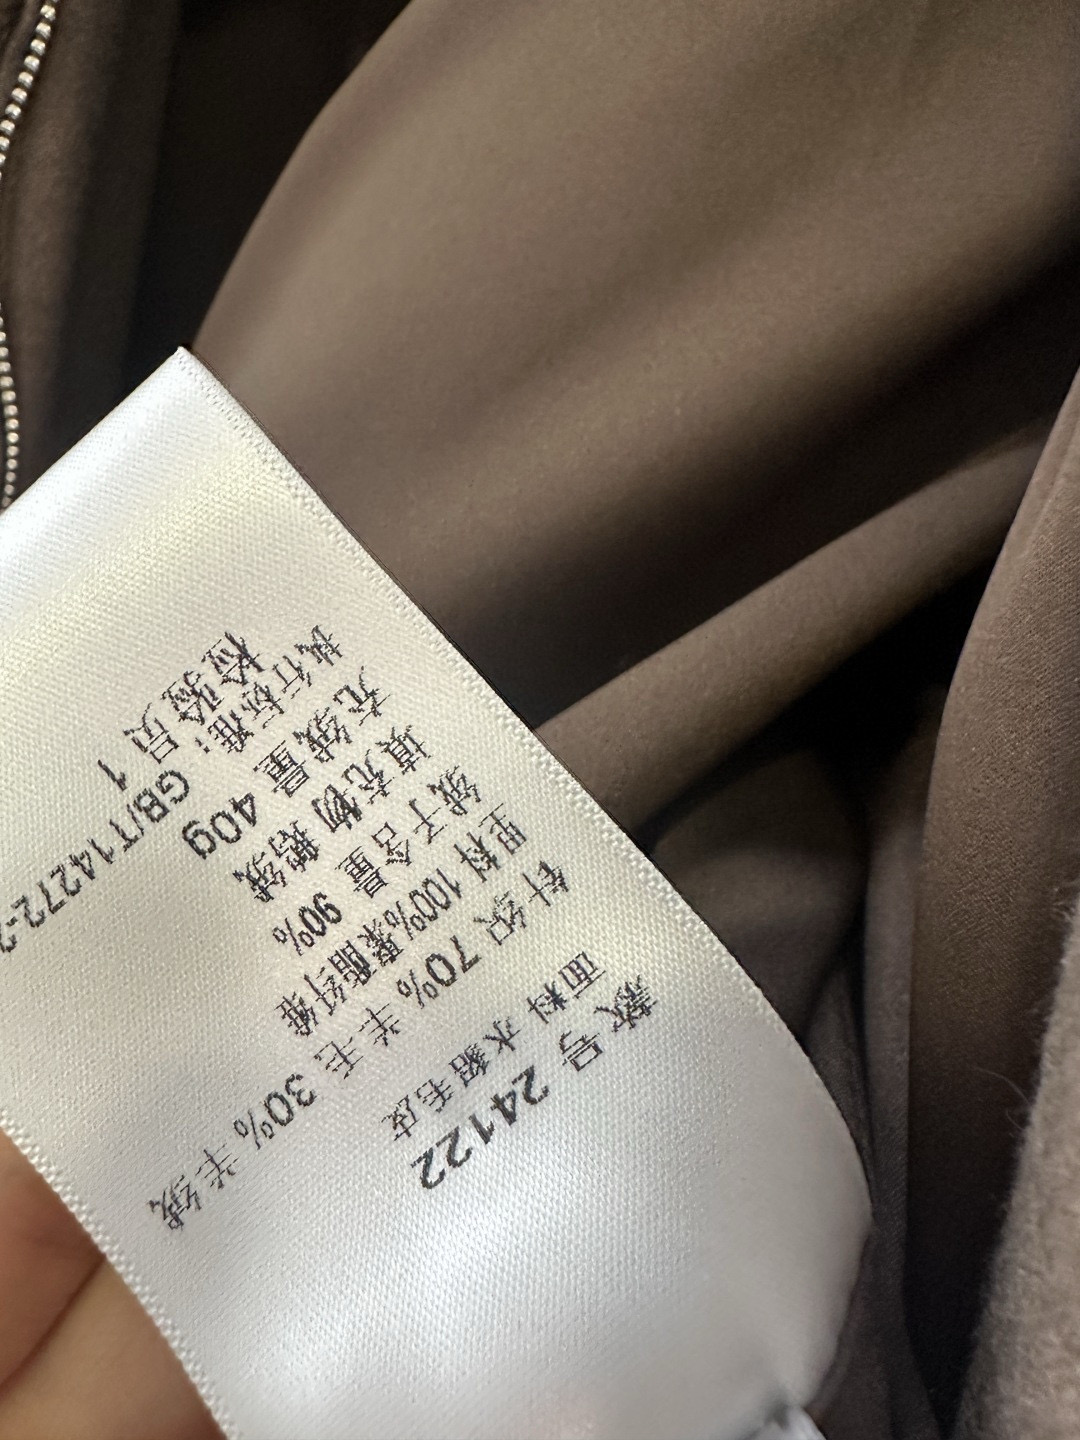 款号 24122
面料 水貂毛皮
针织 70% 羊毛 30% 羊绒
里料 100%聚酯纤维
绒子含量 90%
填充物 鹅绒
充绒量 40g
执行标准: GB/T14272-2
检验员 1